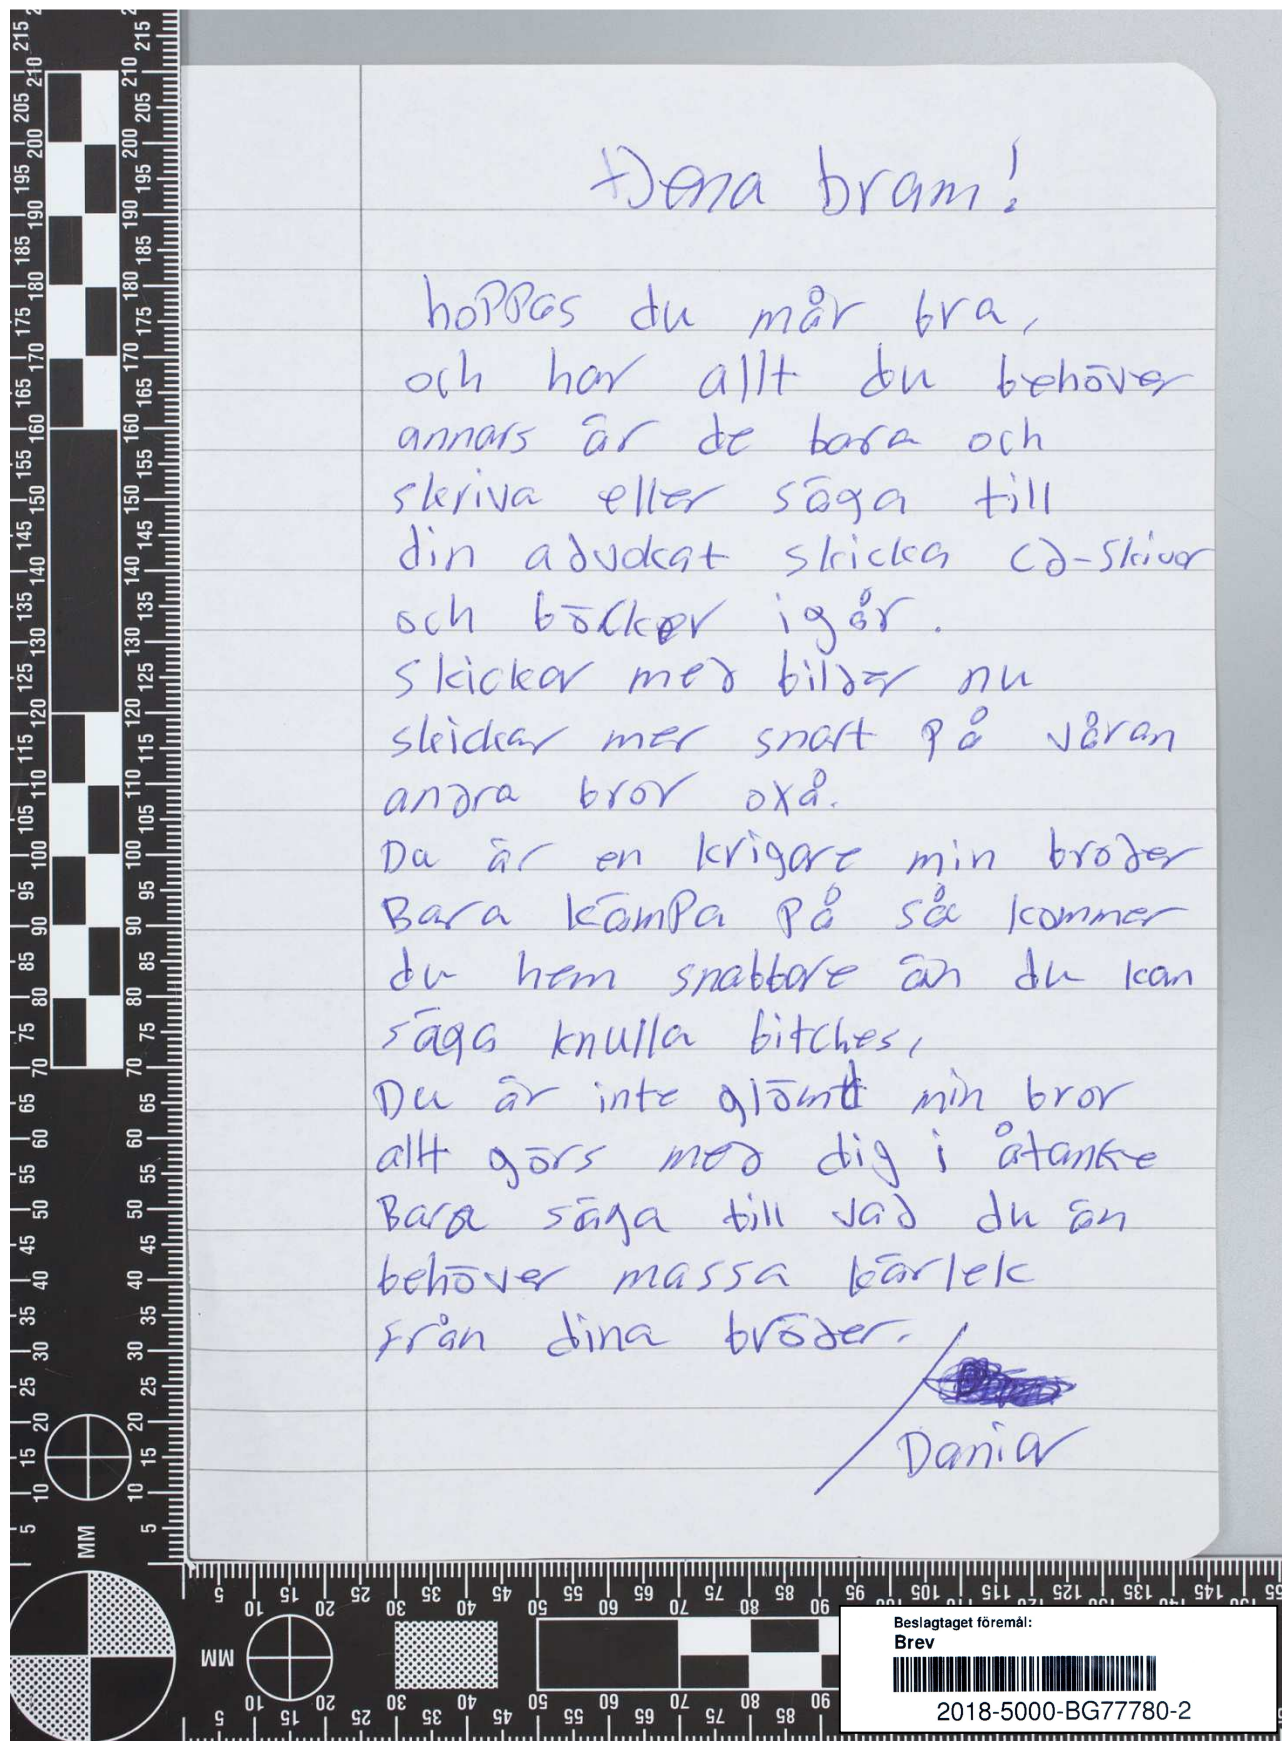 Dena bram!
hoppas du mår bra,
och har allt du behöver
annars är de bara och
skriva eller säga till
din advokat skicka cd-skivor
och böcker igår.
skickar med bilder nu
skickar mer snart på våran
andra bror oxå.
Du är en krigare min broder
Bara kämpa på så kommer
du hem snabbare än du kan
säga knulla bitches,
Du är inte glömd min bror
allt görs med dig i åtanke
Bara säga till vad du än
behöver massa kärlek
från dina bröder.
Daniar
MM
MM
Beslagtaget föremål:
Brev
2018-5000-BG77780-2